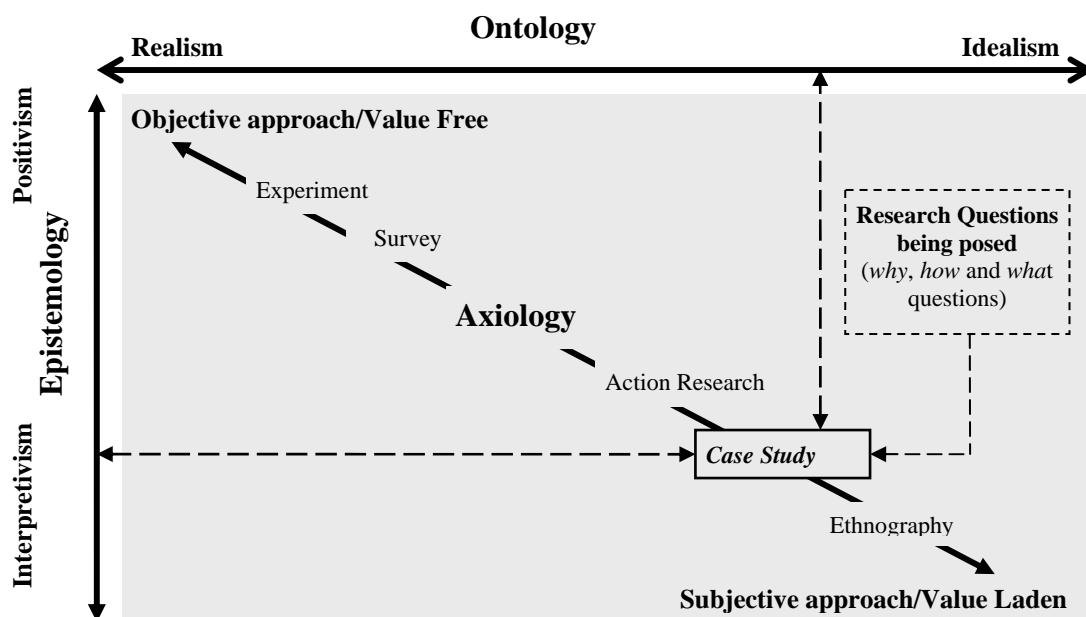 Ontology
Realism
Idealism
Objective approach/Value Free
Positivism
Experiment
Research Questions
being posed
(why, how and what
questions)
Survey
Epistemology
Axiology
Action Research
Case Study
Interpretivism
Ethnography
Subjective approach/Value Laden